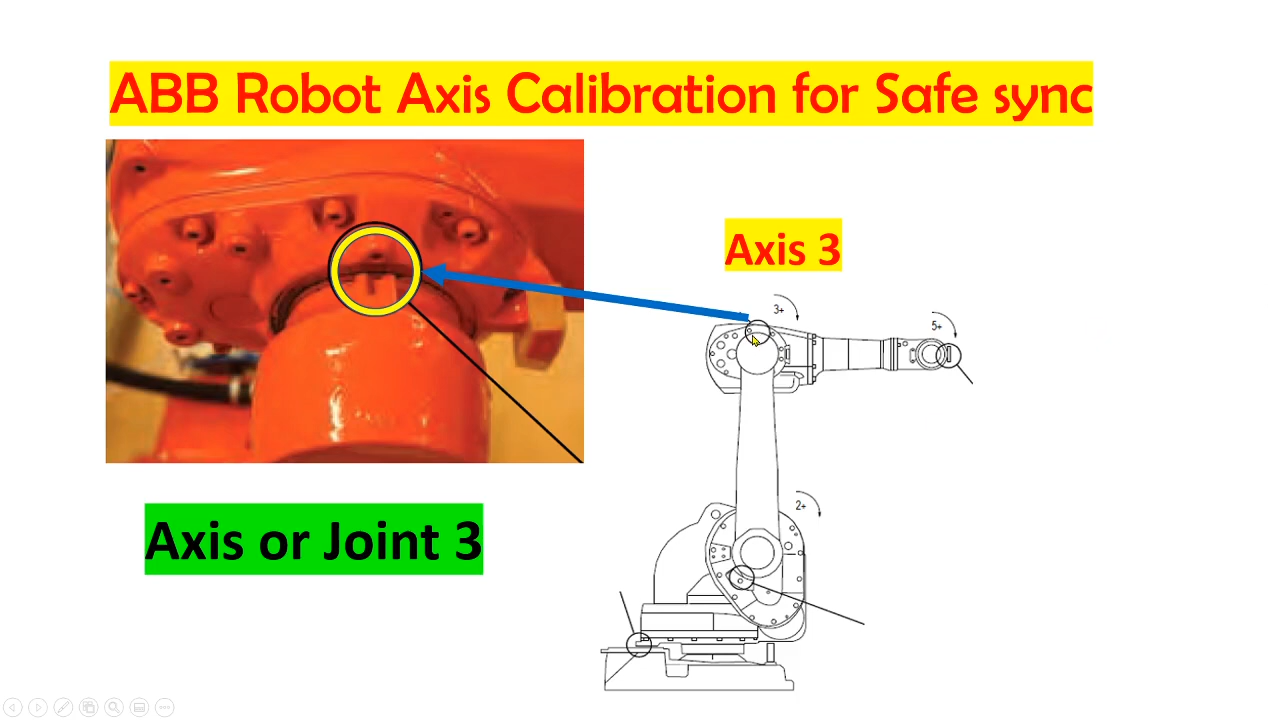 ABB Robot Axis Calibration for Safe sync
Axis 3
3+
5+
2+
Axis or Joint 3